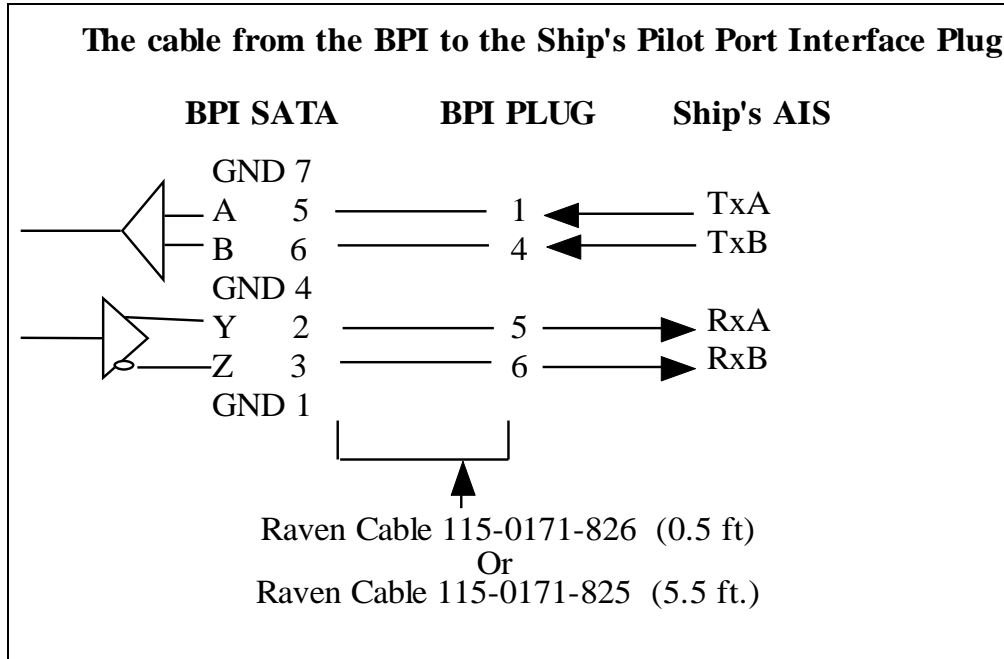 The cable from the BPI to the Ship's Pilot Port Interface Plug
BPI SATA BPI PLUG Ship's AIS
GND 7
A 5 1 TxA
B 6 4 TxB
GND 4
Y 2 5 RxA
Z 3 6 RxB
GND 1
Raven Cable 115-0171-826 (0.5 ft)
Or
Raven Cable 115-0171-825 (5.5 ft.)